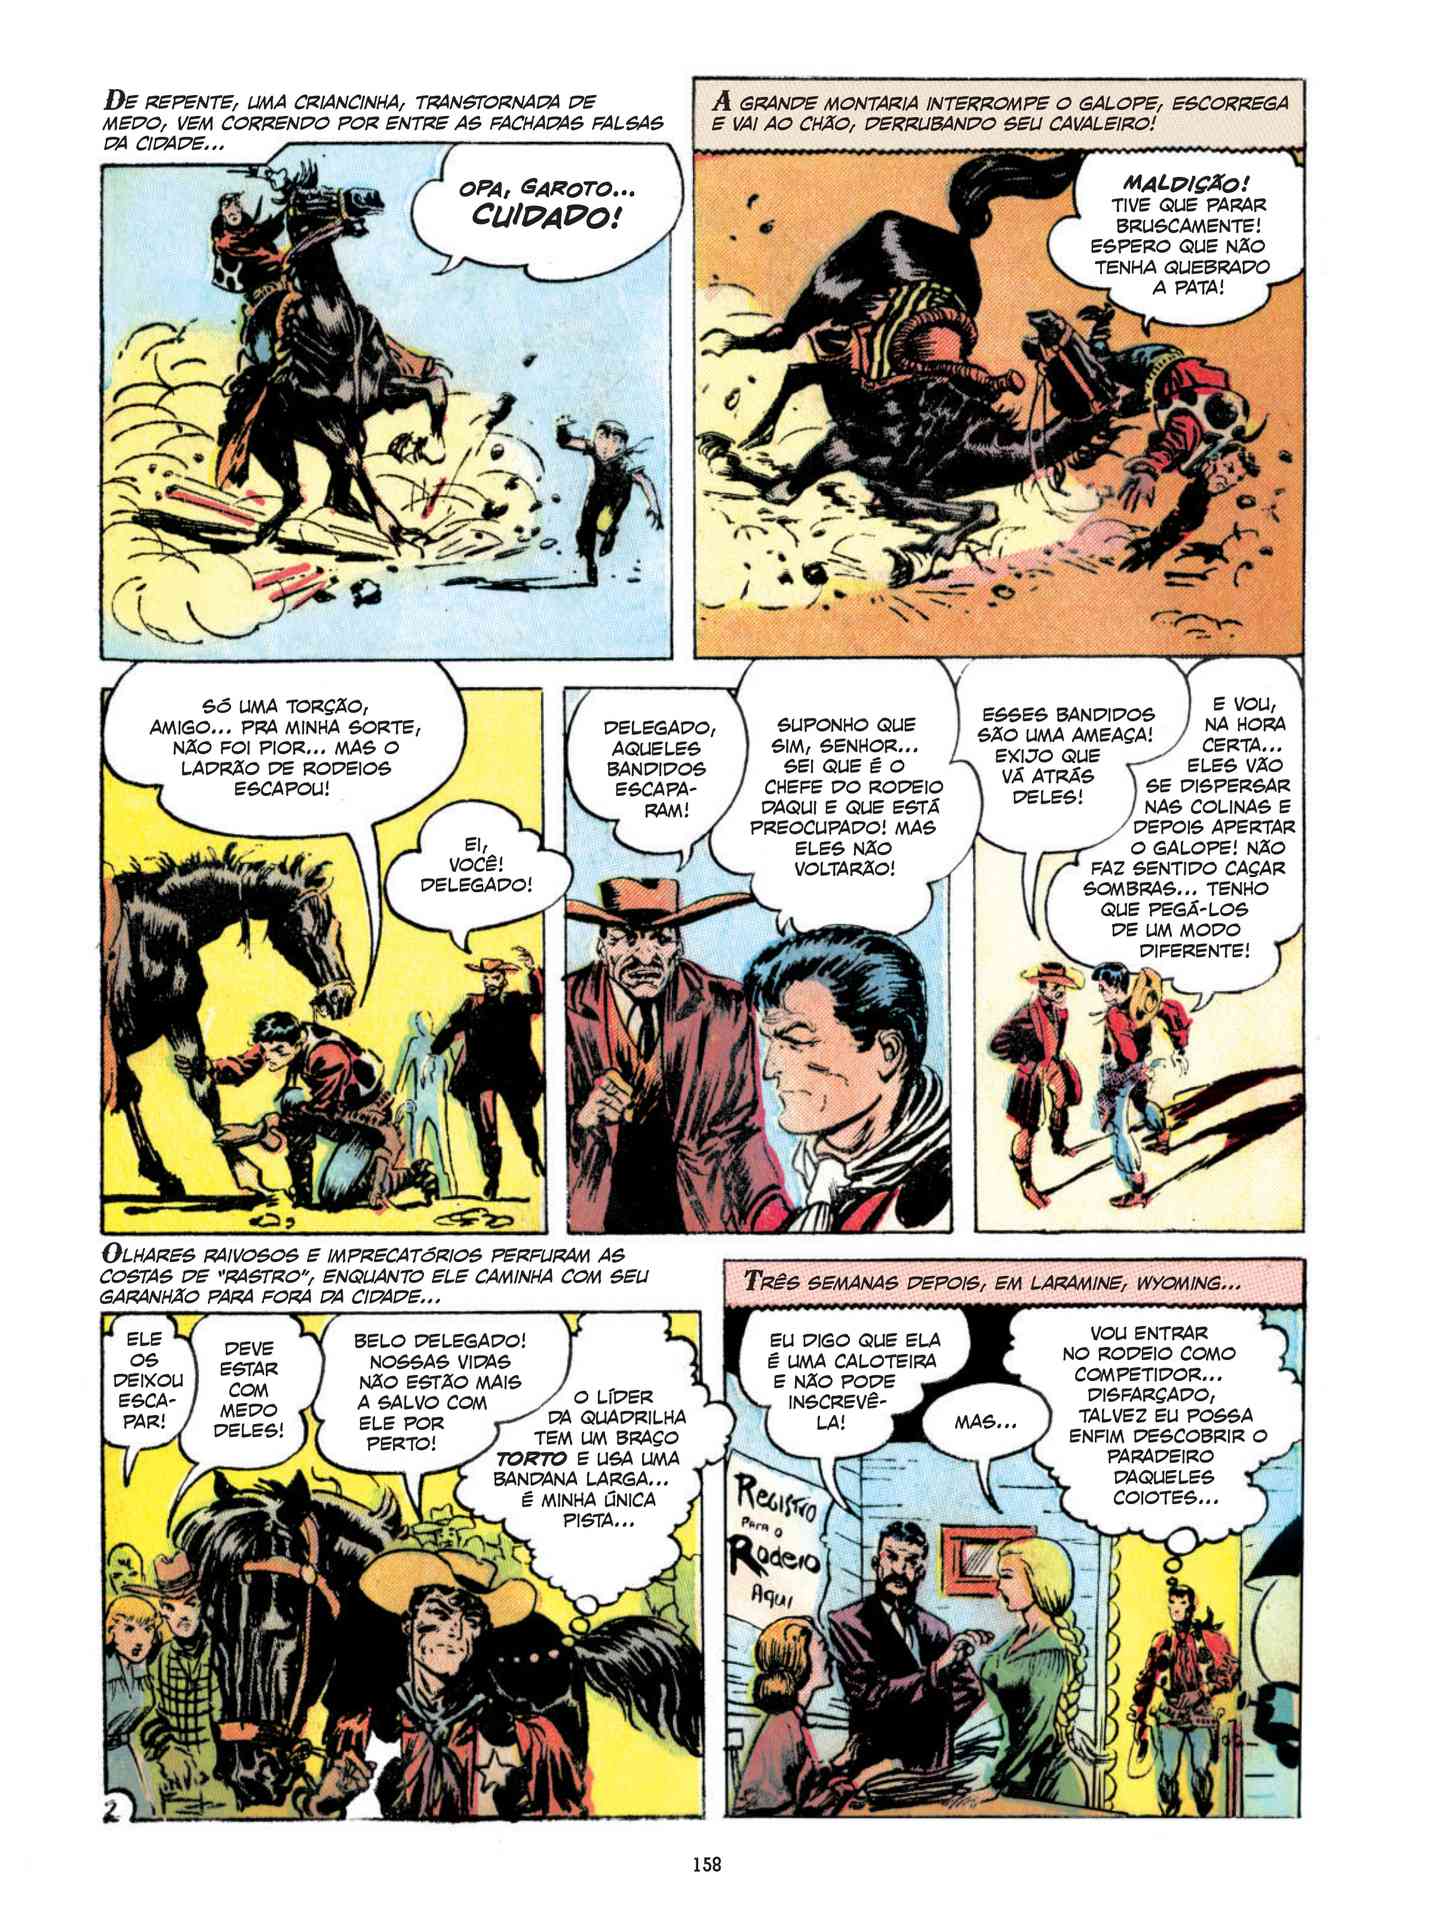 De repente, uma criancinha, transtornada de
medo, vem correndo por entre as fachadas falsas
da cidade...
Opa, garoto...
cuidado!
A grande montaria interrompe o galope, escorrega
e vai ao chão, derrubando seu cavaleiro!
Maldição!
Tive que parar
bruscamente!
Espero que não
tenha quebrado
a pata!
Só uma torção,
amigo... pra minha sorte,
não foi pior... mas o
ladrão de rodeios
escapou!
Ei,
você!
Delegado!
Delegado,
aqueles
bandidos
escapa-
ram!
Suponho que
sim, senhor...
sei que é o
chefe do rodeio
daqui e que está
preocupado! Mas
eles não
voltarão!
Esses bandidos
são uma ameaça!
Exijo que
vá atrás
deles!
E vou,
na hora
certa...
Eles vão
se dispersar
nas colinas e
depois apertar
o galope! Não
faz sentido caçar
sombras... Tenho
que pegá-los
de um modo
diferente!
Olhares raivosos e imprecatórios perfuram as
costas de "Rastro", enquanto ele caminha com seu
garanhão para fora da cidade...
Ele
os
deixou
esca-
par!
Deve
estar
com
medo
deles!
Belo delegado!
Nossas vidas
não estão mais
a salvo com
ele por
perto!
O líder
da quadrilha
tem um braço
torto e usa uma
bandana larga...
É minha única
pista...
2
Três semanas depois, em Laramine, Wyoming...
Eu digo que ela
é uma caloteira
e não pode
inscrevê-
la!
Mas...
Vou entrar
no rodeio como
competidor...
Disfarçado,
talvez eu possa
enfim descobrir o
paradeiro
daqueles
coiotes...
Registro
para o
Rodeio
Aqui
158